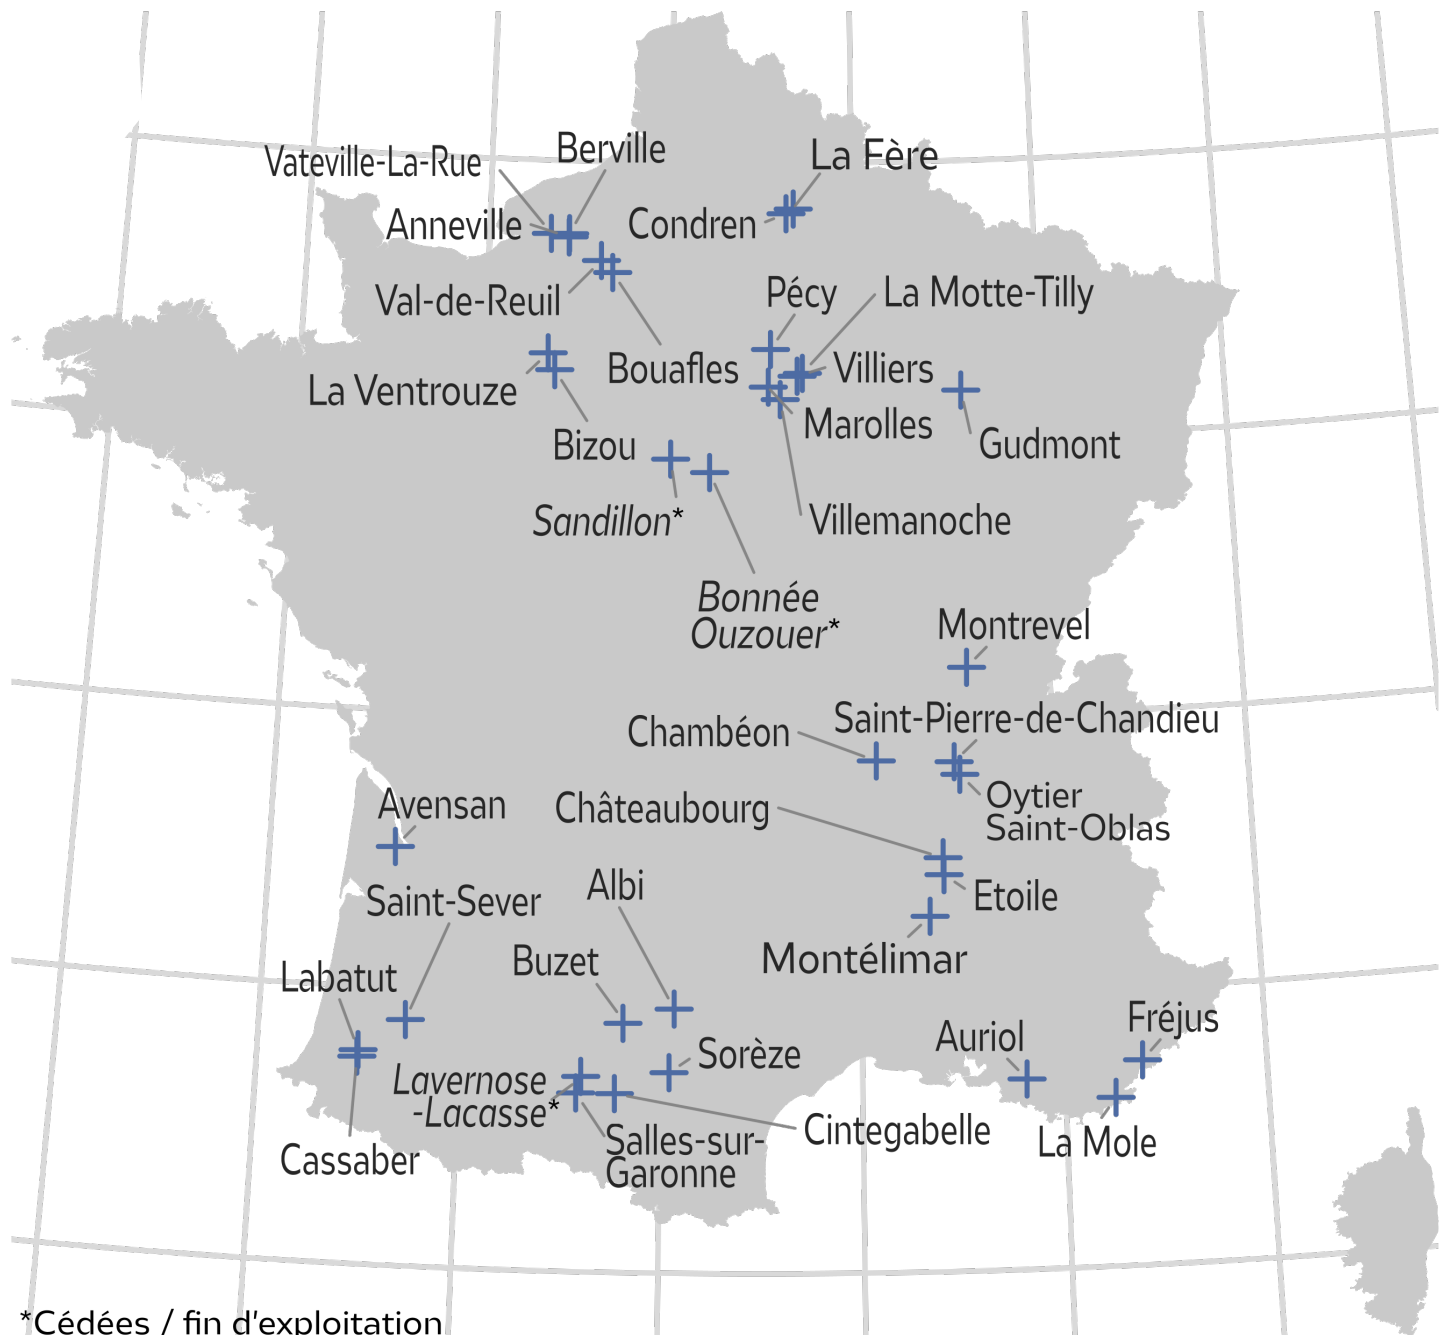 Berville
La Fère
Vateville-La-Rue
Anneville
Condren
Val-de-Reuil
Pécy
La Motte-Tilly
Bouafles
Villiers
La Ventrouze
Marolles
Bizou
Gudmont
Sandillon*
Villemanoche
Bonnée
Ouzouer*
Montrevel
Saint-Pierre-de-Chandieu
Chambéon
Oytier
Saint-Oblas
Avensan
Châteaubourg
Albi
Etoile
Saint-Sever
Buzet
Montélimar
Labatut
Fréjus
Auriol
Sorèze
Lavernose
-Lacasse*
Cintegabelle
La Mole
Salles-sur-
Garonne
Cassaber
*Cédées / fin d'exploitation